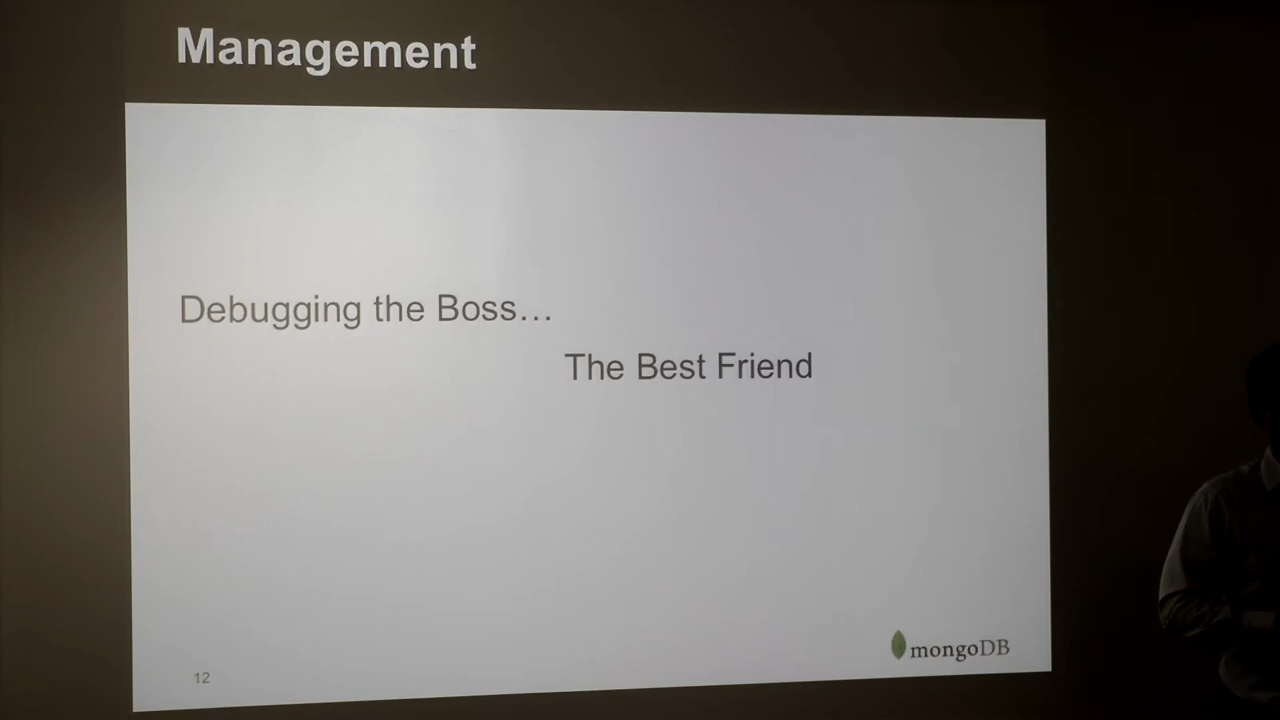 Management
Debugging the Boss…
The Best Friend
mongoDB
12